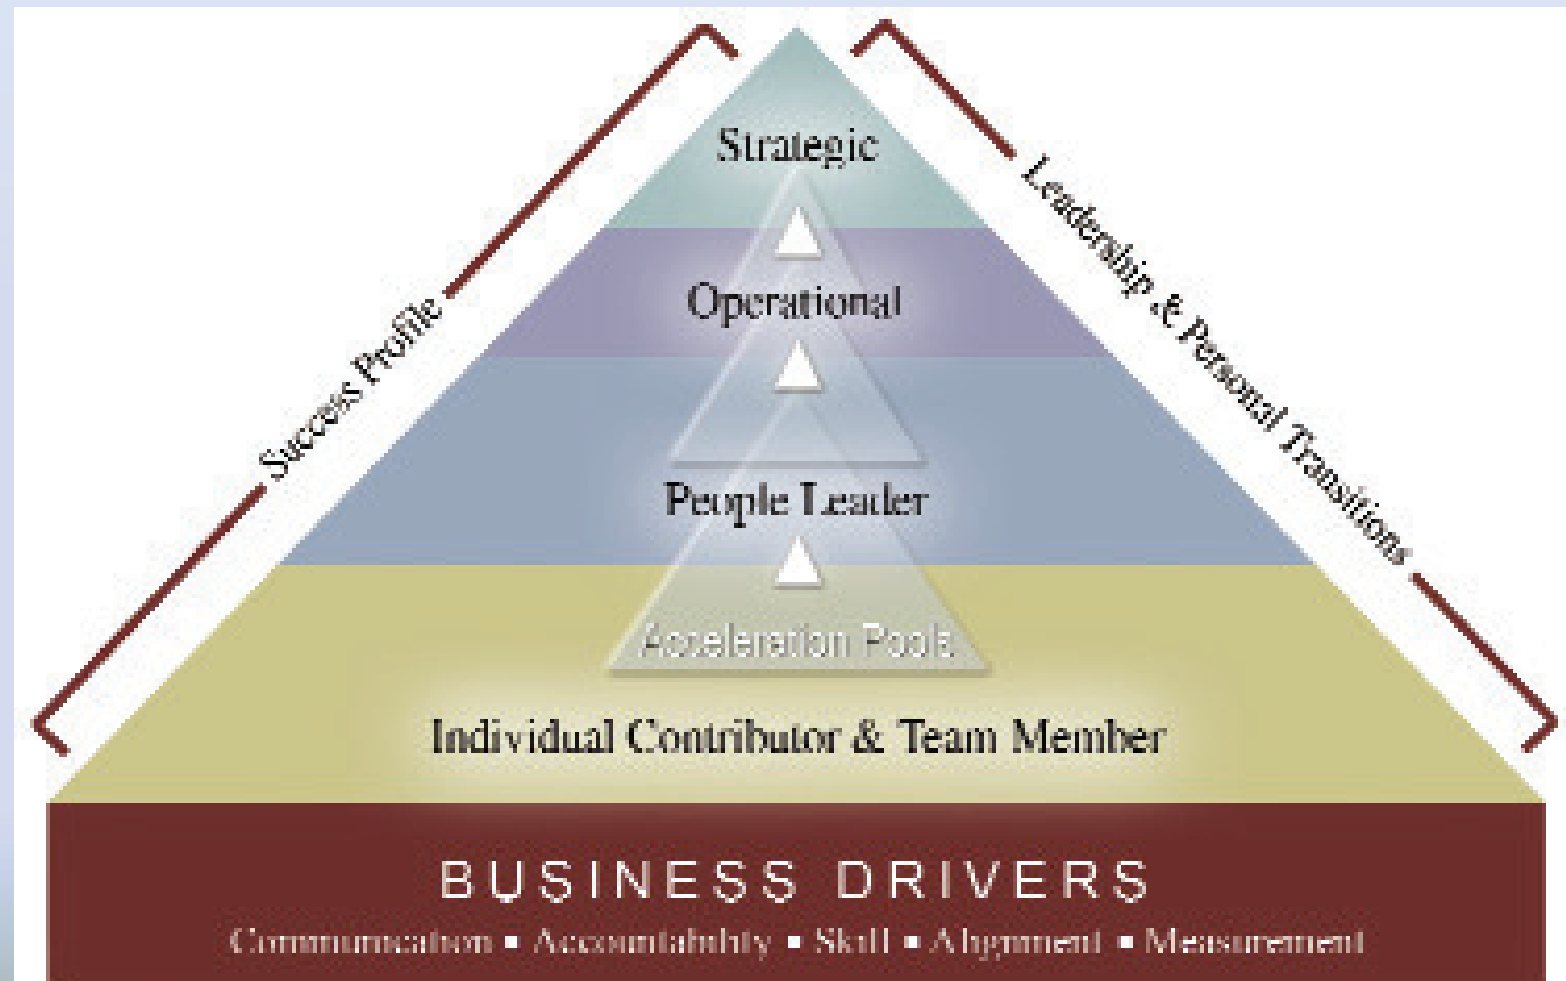 Strategic
Operational
People Leader
Acceleration Pools
Individual Contributor & Team Member
Success Profile
Leadership & Personal Transitions
BUSINESS DRIVERS
Communication ▪ Accountability ▪ Skill ▪ Alignment ▪ Measurement